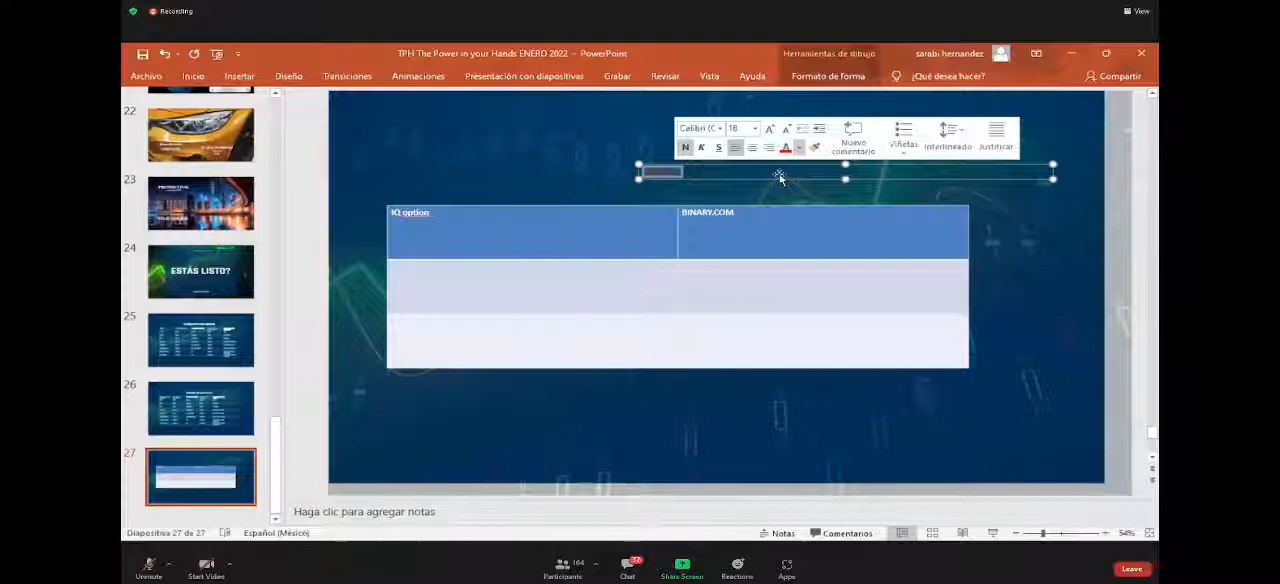 Recording
View
TPH The Power in your Hands ENERO 2022 – PowerPoint
Herramientas de dibujo
sarabi hernandez
Archivo
Inicio
Insertar
Diseño
Transiciones
Animaciones
Presentación con diapositivas
Grabar
Revisar
Vista
Ayuda
Formato de forma
¿Qué desea hacer?
Compartir
22
23
24
ESTÁS LISTO?
25
26
27
Calibri (C
18
N K S
Nuevo comentario
Viñetas
Interlineado
Justificar
IQ option
BINARY.COM
Haga clic para agregar notas
Diapositiva 27 de 27
Español (México)
Notas
Comentarios
54%
Unmute
Start Video
164
Participants
37
Chat
Share Screen
Reactions
Apps
Leave